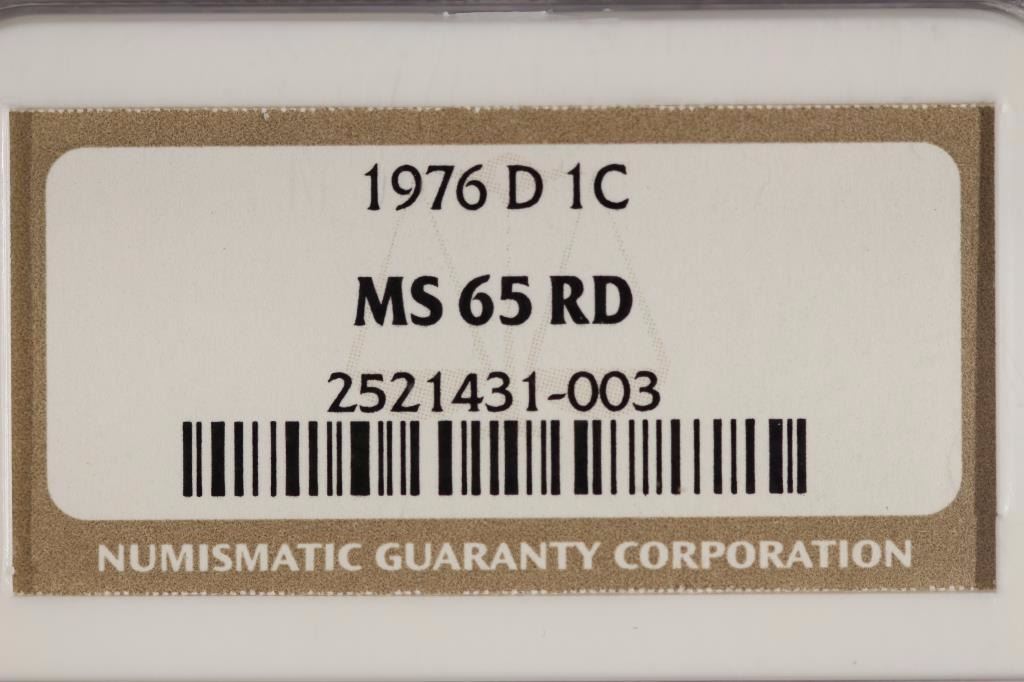 1976 D 1C
MS 65 RD
2521431-003
NUMISMATIC GUARANTY CORPORATION